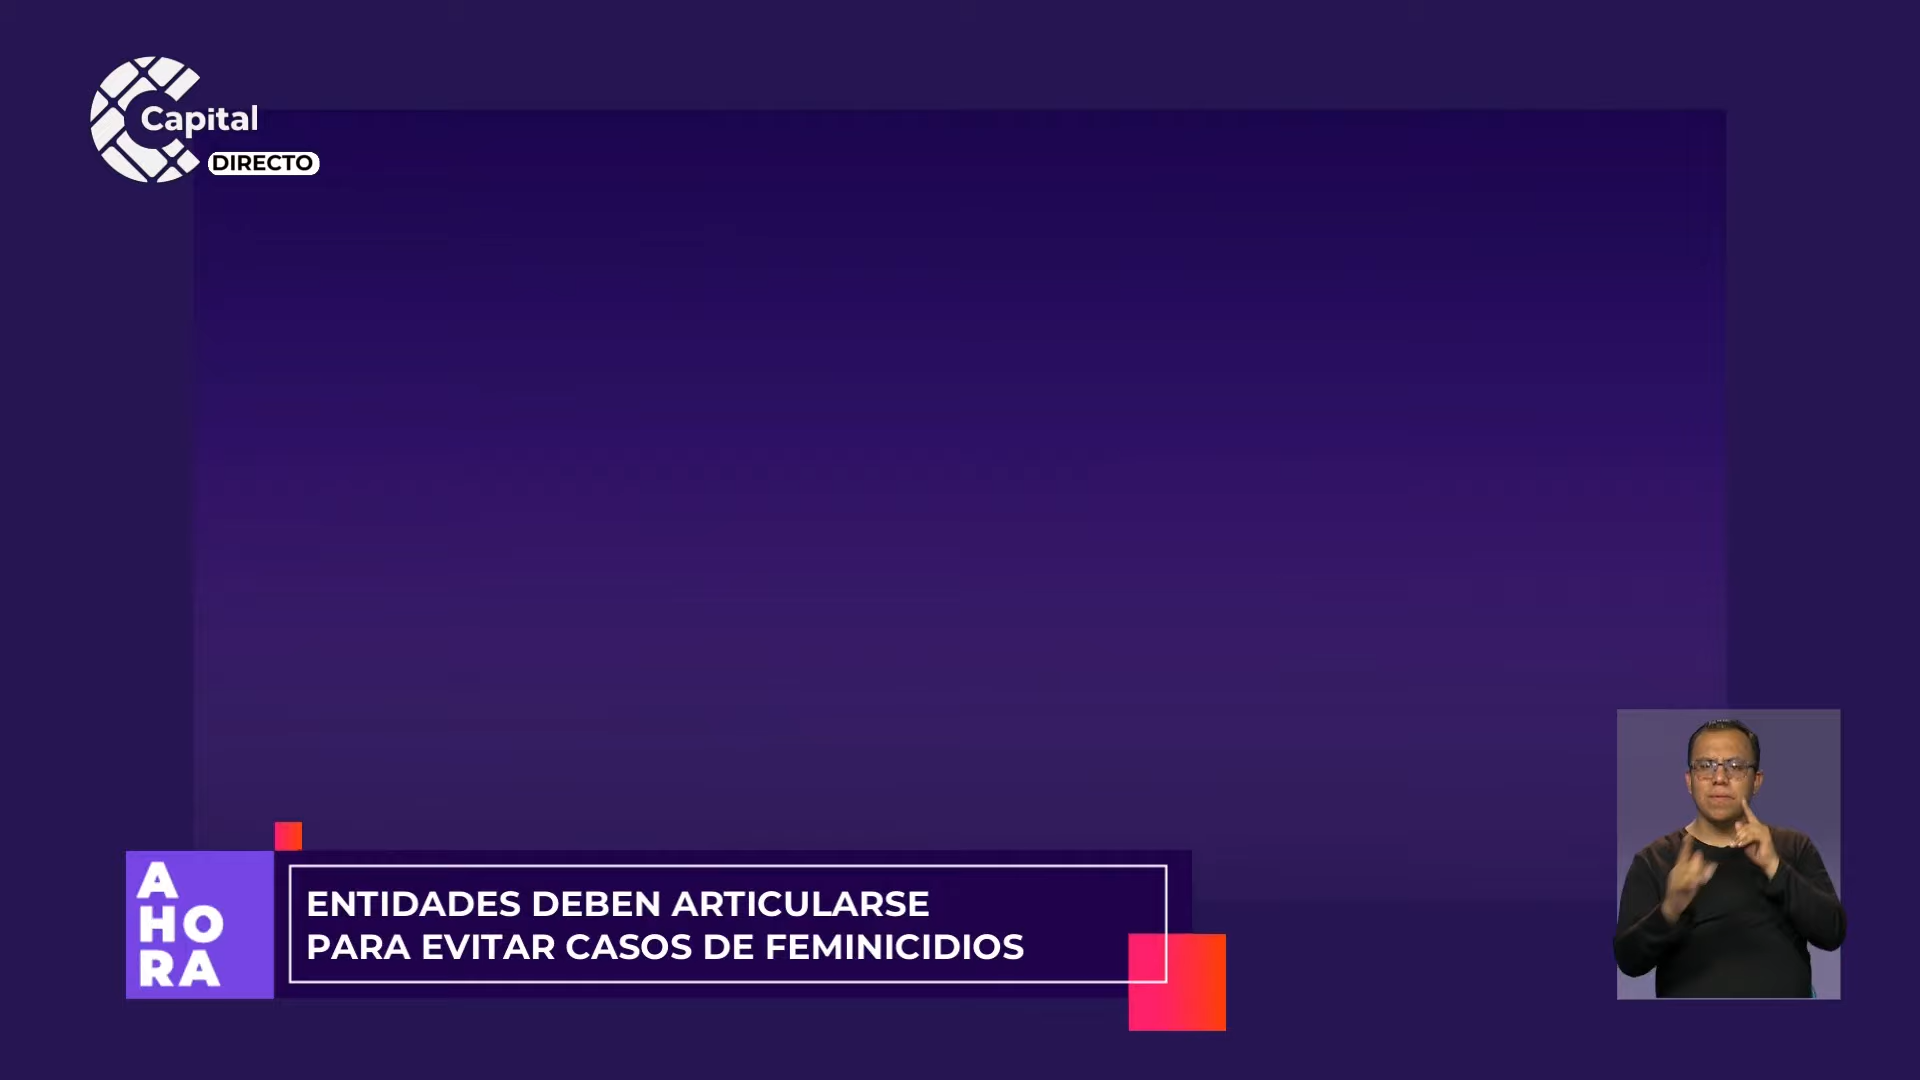 Capital
DIRECTO
A
HO
RA
ENTIDADES DEBEN ARTICULARSE
PARA EVITAR CASOS DE FEMINICIDIOS